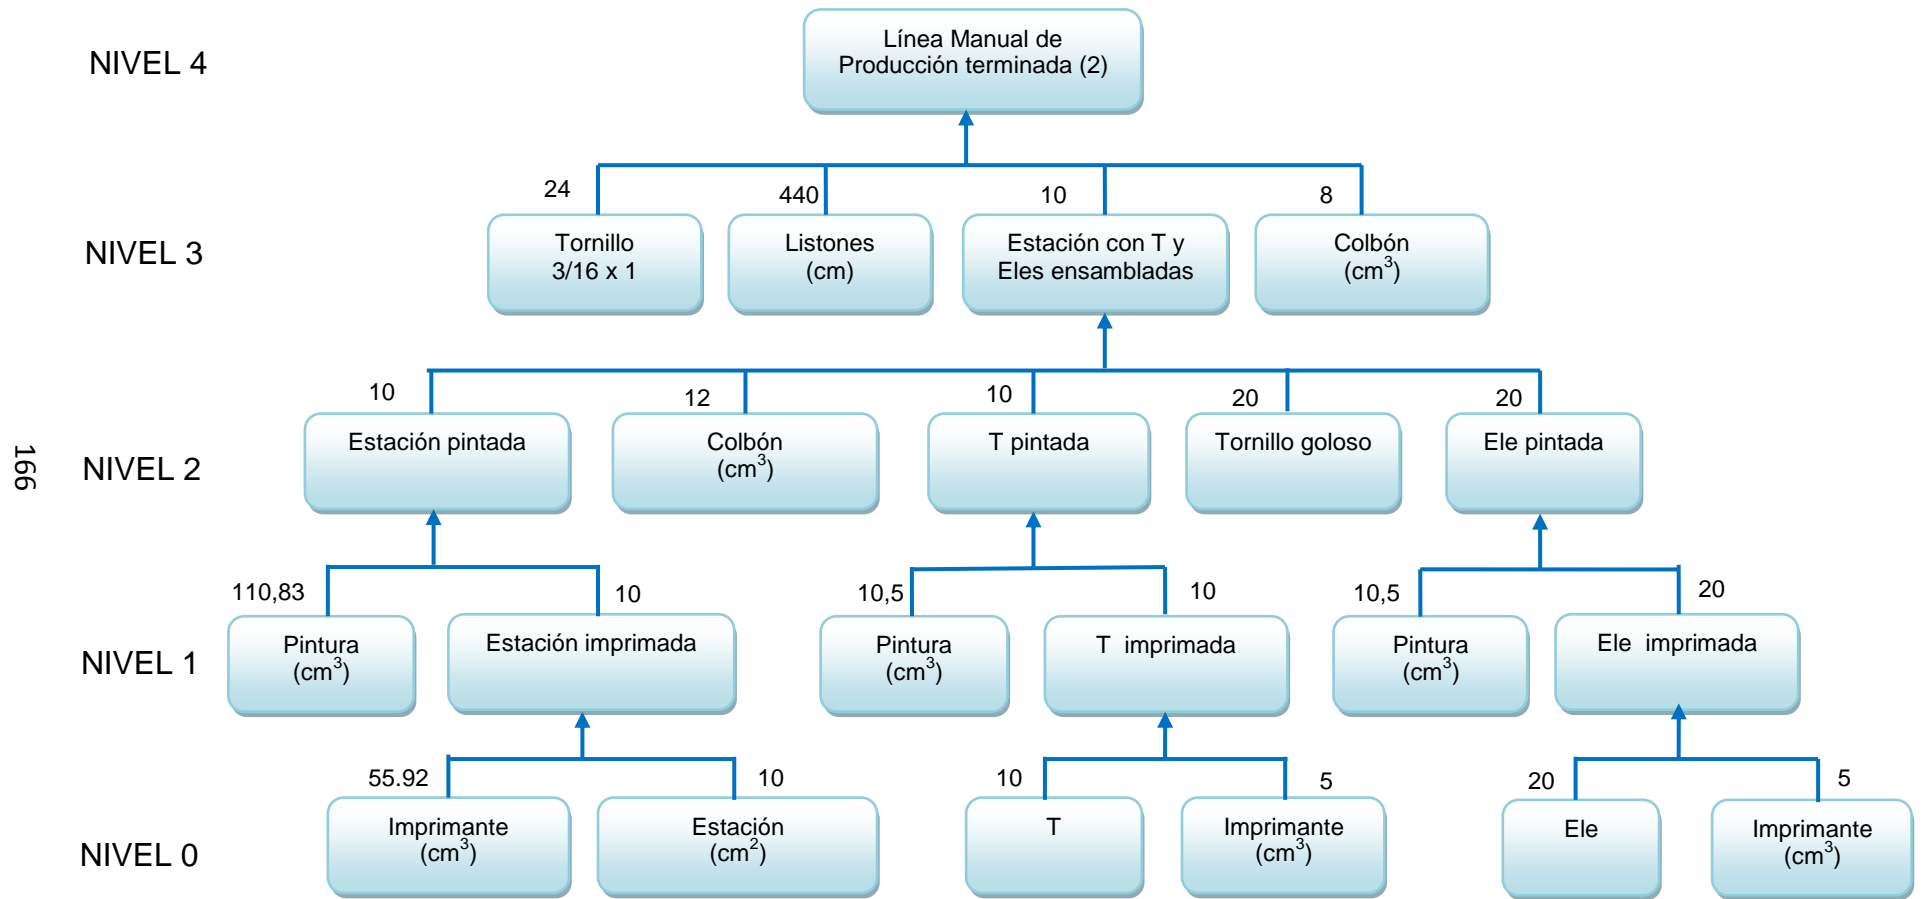 NIVEL 4
Línea Manual de
Producción terminada (2)
NIVEL 3
24
440
10
8
Tornillo
3/16 x 1
Listones
(cm)
Estación con T y
Eles ensambladas
Colbón
(cm³)
166
NIVEL 2
10
12
10
20
20
Estación pintada
Colbón
(cm³)
T pintada
Tornillo goloso
Ele pintada
NIVEL 1
110,83
10
10,5
10
10,5
20
Pintura
(cm³)
Estación imprimada
Pintura
(cm³)
T imprimada
Pintura
(cm³)
Ele imprimada
NIVEL 0
55.92
10
10
5
20
5
Imprimante
(cm³)
Estación
(cm²)
T
Imprimante
(cm³)
Ele
Imprimante
(cm³)